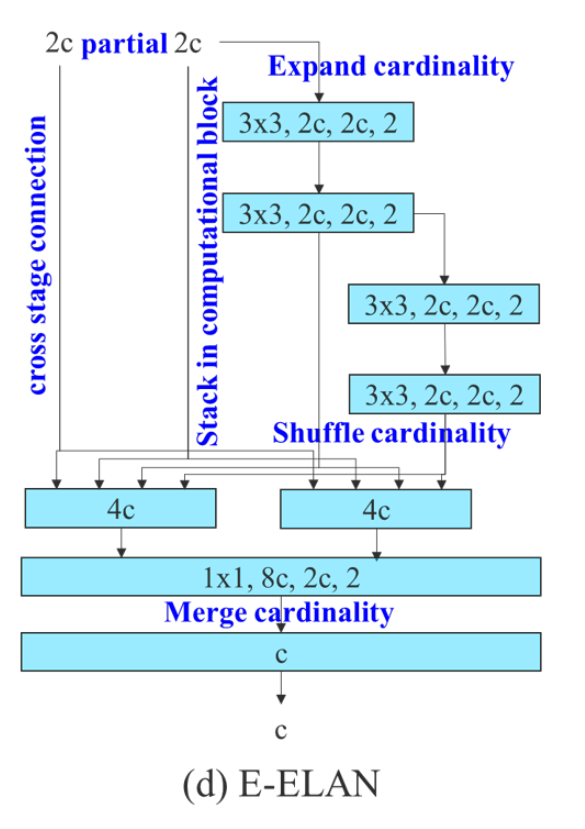 2c partial 2c
Expand cardinality
3x3, 2c, 2c, 2
3x3, 2c, 2c, 2
cross stage connection
Stack in computational block
3x3, 2c, 2c, 2
3x3, 2c, 2c, 2
Shuffle cardinality
4c
4c
1x1, 8c, 2c, 2
Merge cardinality
c
c
(d) E-ELAN